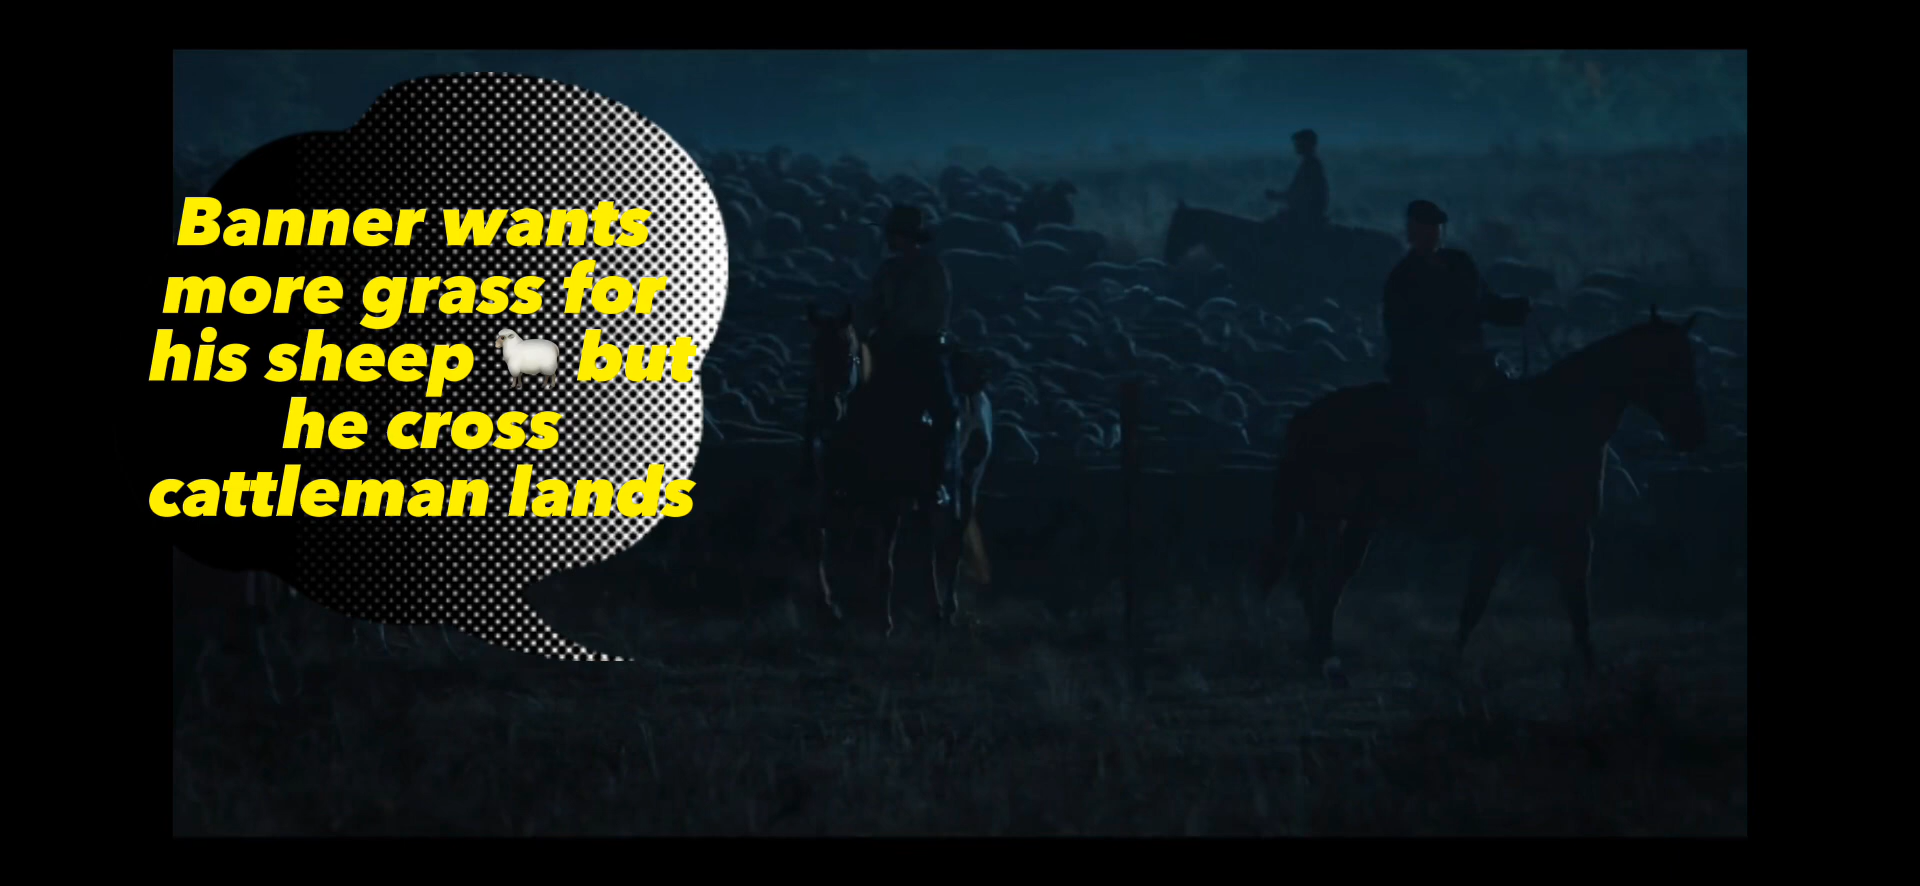 Banner wants
more grass for
his sheep 🐑 but
he cross
cattleman lands